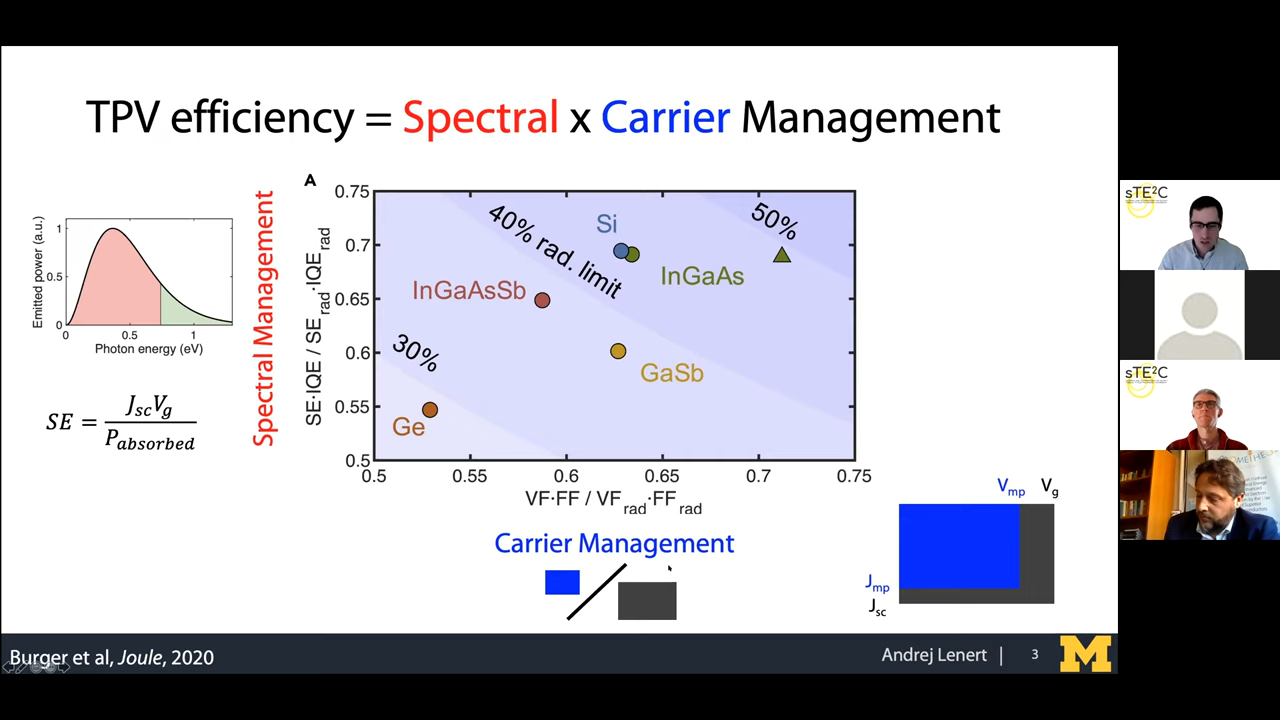 TPV efficiency = Spectral x Carrier Management
A
Emitted power (a.u.)
1
0.5
0
0 0.5 1
Photon energy (eV)
SE = JscVg / Pabsorbed
Spectral Management
SE·IQE / SErad·IQErad
0.75
0.7
0.65
0.6
0.55
0.5
40% rad. limit
50%
30%
Si
InGaAs
InGaAsSb
GaSb
Ge
0.5 0.55 0.6 0.65 0.7 0.75
VF·FF / VFrad·FFrad
Carrier Management
Vmp Vg
Jmp
Jsc
Burger et al, Joule, 2020
Andrej Lenert | 3
M
sTE²C
sTE²C